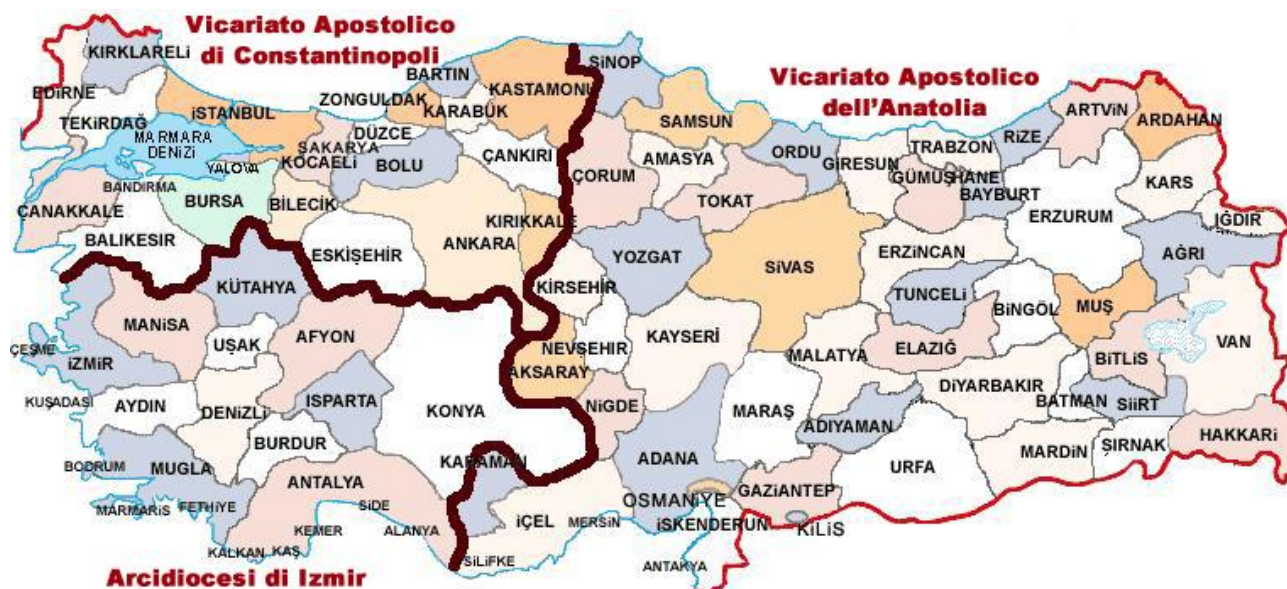 Vicariato Apostolico
di Constantinopoli
Vicariato Apostolico
dell'Anatolia
KIRKLARELİ
EDİRNE
TEKİRDAĞ
İSTANBUL
MARMARA
DENİZİ
YALOVA
KOCAELİ
SAKARYA
DÜZCE
ZONGULDAK
BARTIN
KARABÜK
KASTAMONU
SİNOP
SAMSUN
ORDU
GİRESUN
TRABZON
RİZE
ARTVİN
ARDAHAN
BANDIRMA
ÇANAKKALE
BALIKESIR
BURSA
BİLECİK
BOLU
ÇANKIRI
ÇORUM
AMASYA
TOKAT
GÜMÜŞHANE
BAYBURT
ERZURUM
KARS
IĞDIR
AĞRI
ESKİŞEHİR
ANKARA
KIRIKKALE
KİRSEHİR
YOZGAT
SİVAS
ERZİNCAN
TUNCELİ
BİNGÖL
MUŞ
KÜTAHYA
MANİSA
UŞAK
AFYON
NEVSEHIR
KAYSERİ
MALATYA
ELAZIĞ
BİTLİS
VAN
ÇEŞME
İZMİR
AKSARAY
DİYARBAKIR
BATMAN
SİİRT
KUŞADASI
AYDIN
DENİZLİ
ISPARTA
KONYA
NİGDE
MARAŞ
ADIYAMAN
MARDİN
ŞIRNAK
HAKKARİ
BURDUR
KARAMAN
ADANA
URFA
BODRUM
MUGLA
ANTALYA
OSMANİYE
GAZİANTEP
MARMARİS
FETHİYE
SİDE
İÇEL
MERSİN
İSKENDERUN
KİLİS
KEMER
ALANYA
KALKAN
KAŞ
SİLİFKE
ANTAKYA
Arcidiocesi di Izmir